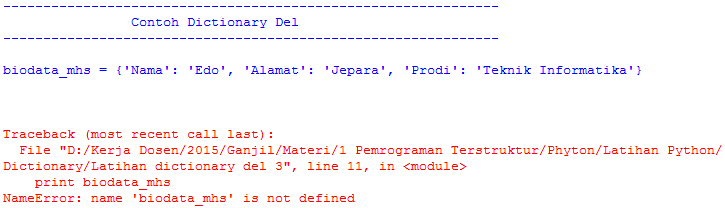 ------------------------------------------------------------
Contoh Dictionary Del
------------------------------------------------------------
biodata_mhs = {'Nama': 'Edo', 'Alamat': 'Jepara', 'Prodi': 'Teknik Informatika'}
Traceback (most recent call last):
File "D:/Kerja Dosen/2015/Ganjil/Materi/1 Pemrograman Terstruktur/Phyton/Latihan Python/
Dictionary/Latihan dictionary del 3", line 11, in <module>
print biodata_mhs
NameError: name 'biodata_mhs' is not defined